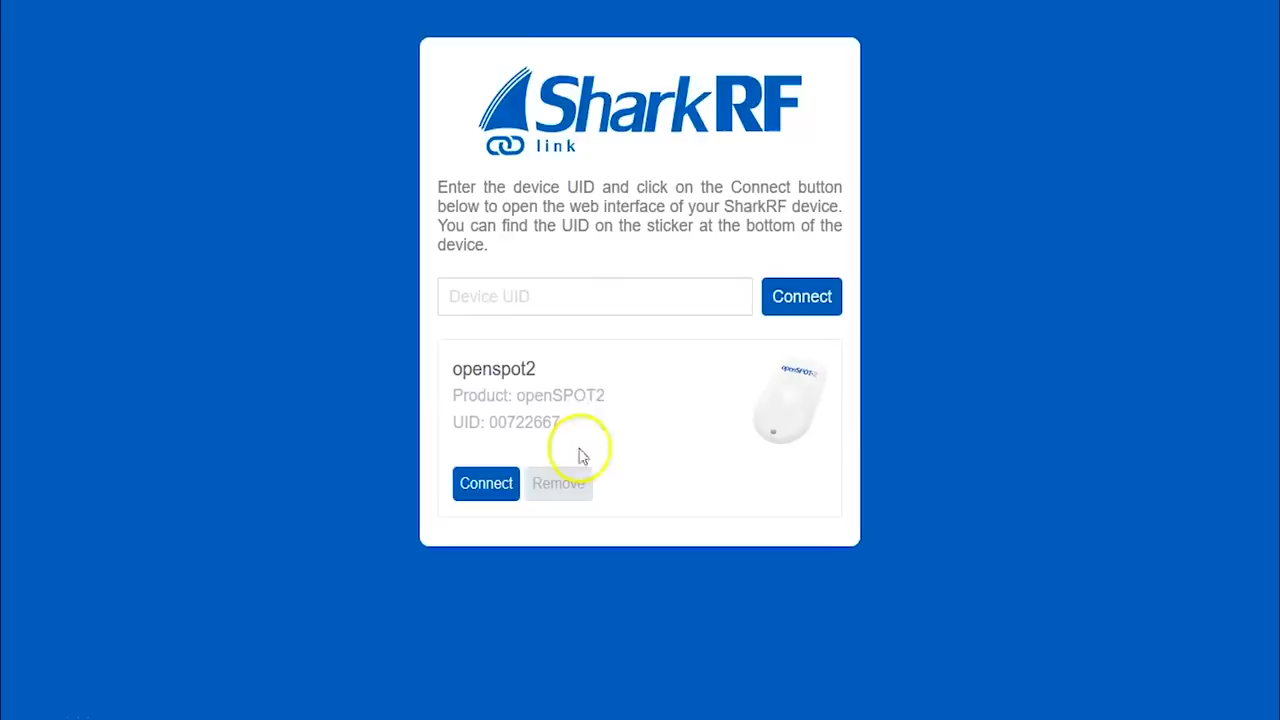 SharkRF
link
Enter the device UID and click on the Connect button
below to open the web interface of your SharkRF device.
You can find the UID on the sticker at the bottom of the
device.
Device UID
Connect
openspot2
openSPOT2
Product: openSPOT2
UID: 00722667
Connect
Remove